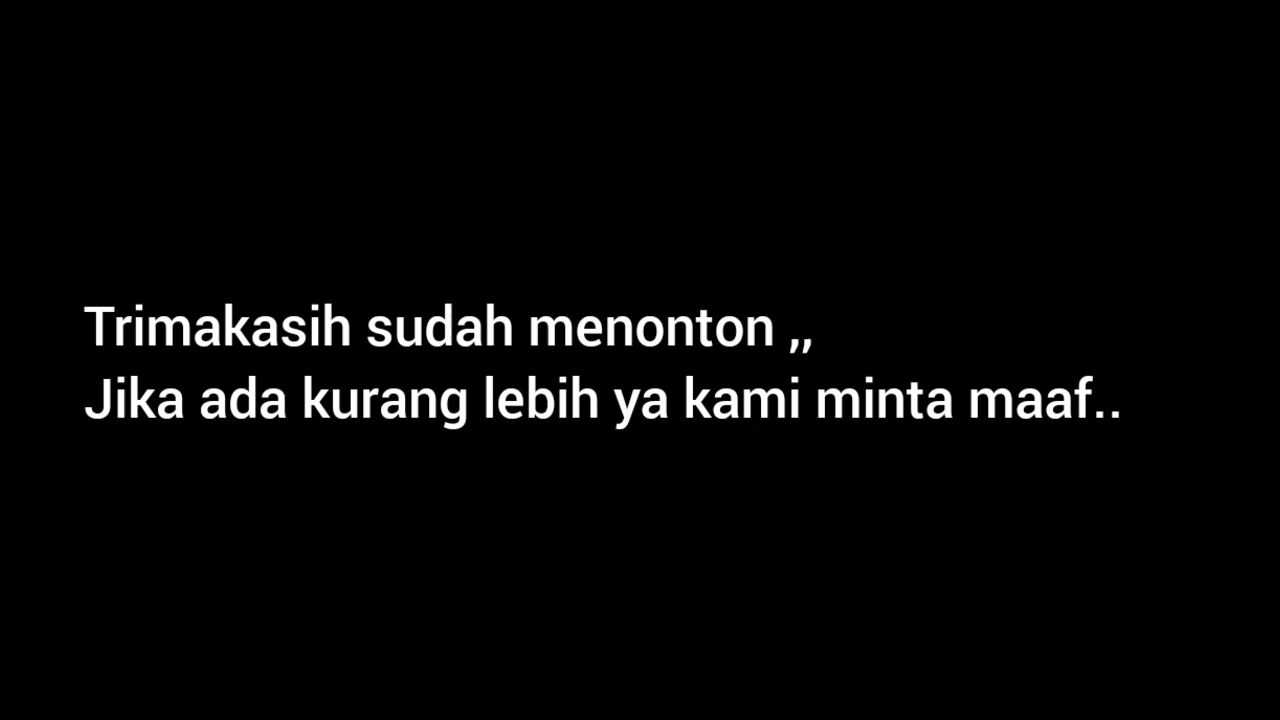 Trimakasih sudah menonton ,,
Jika ada kurang lebih ya kami minta maaf..